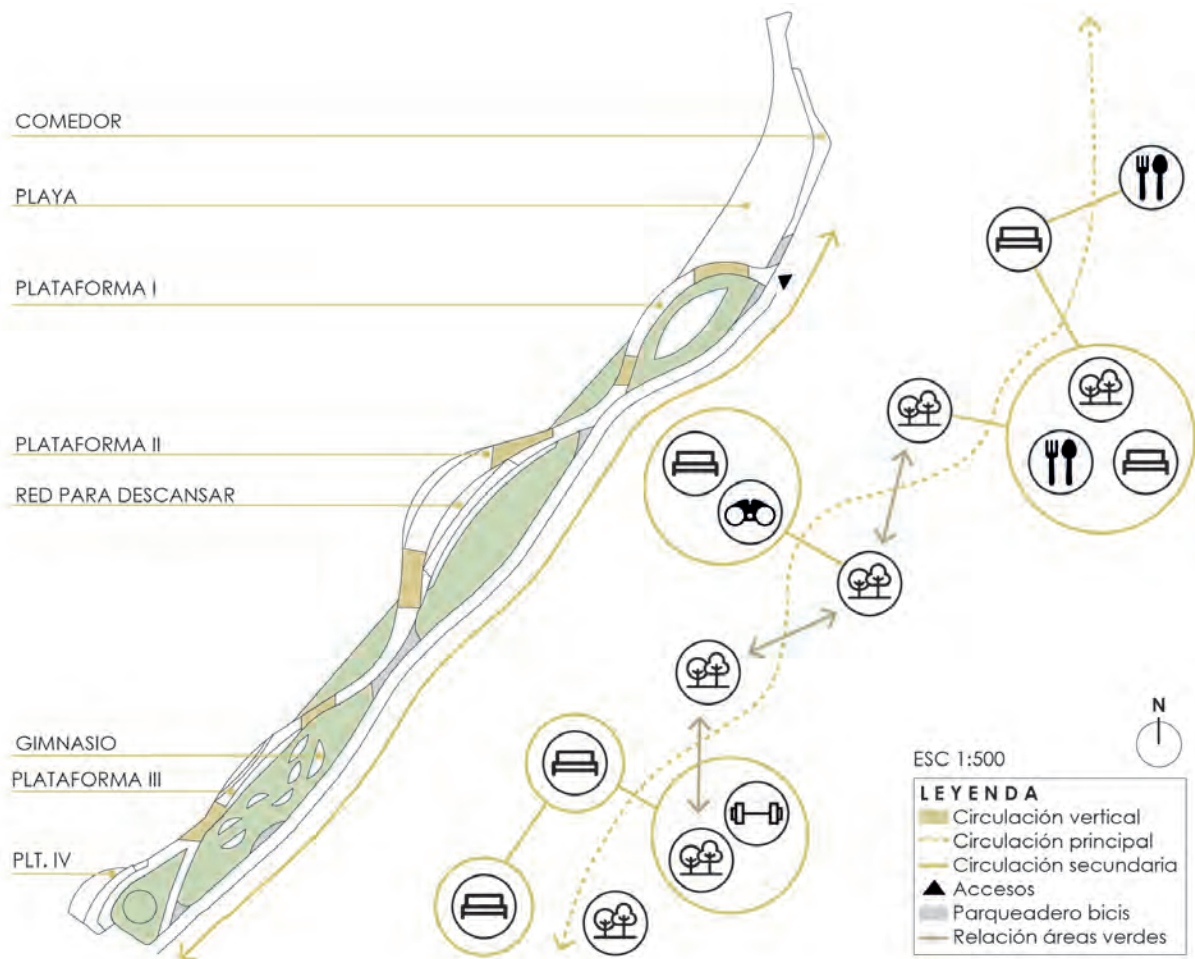 COMEDOR
PLAYA
PLATAFORMA I
PLATAFORMA II
RED PARA DESCANSAR
GIMNASIO
PLATAFORMA III
PLT. IV
N
ESC 1:500
LEYENDA
Circulación vertical
Circulación principal
Circulación secundaria
Accesos
Parqueadero bicis
Relación áreas verdes